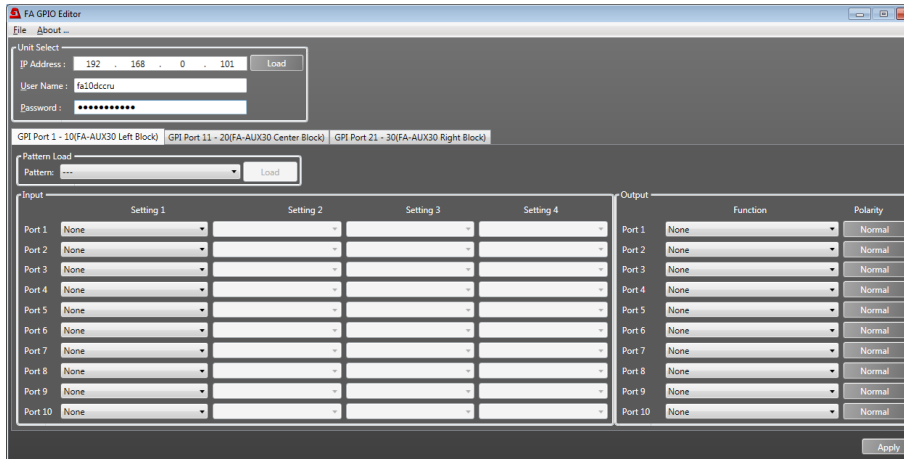 FA GPIO Editor
File About ...
Unit Select
IP Address : 192 . 168 . 0 . 101 Load
User Name : fa10dccru
Password : ●●●●●●●●●●●
GPI Port 1 - 10(FA-AUX30 Left Block) GPI Port 11 - 20(FA-AUX30 Center Block) GPI Port 21 - 30(FA-AUX30 Right Block)
Pattern Load
Pattern: --- Load
Input Output
Setting 1 Setting 2 Setting 3 Setting 4 Function Polarity
Port 1 None Port 1 None Normal
Port 2 None Port 2 None Normal
Port 3 None Port 3 None Normal
Port 4 None Port 4 None Normal
Port 5 None Port 5 None Normal
Port 6 None Port 6 None Normal
Port 7 None Port 7 None Normal
Port 8 None Port 8 None Normal
Port 9 None Port 9 None Normal
Port 10 None Port 10 None Normal
Apply